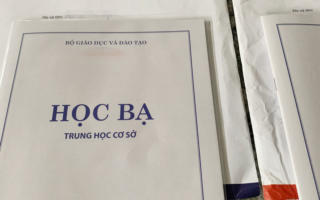 BỘ GIÁO DỤC VÀ ĐÀO TẠO
HỌC BẠ
TRUNG HỌC CƠ SỞ